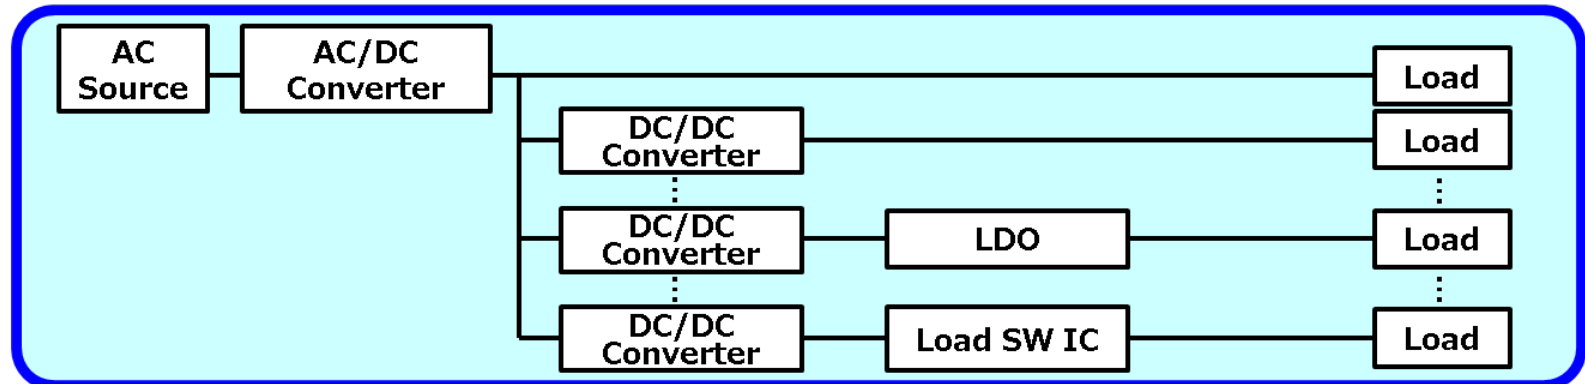 AC
Source
AC/DC
Converter
Load
DC/DC
Converter
Load
DC/DC
Converter
LDO
Load
DC/DC
Converter
Load SW IC
Load